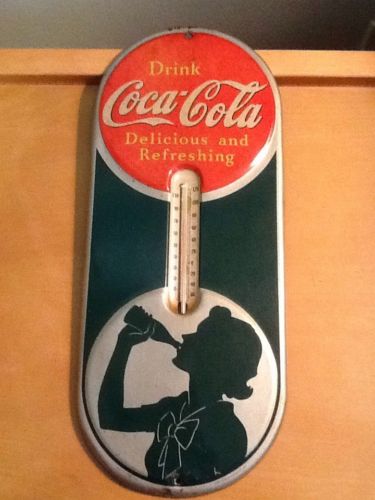 Drink
Coca-Cola
Delicious and
Refreshing